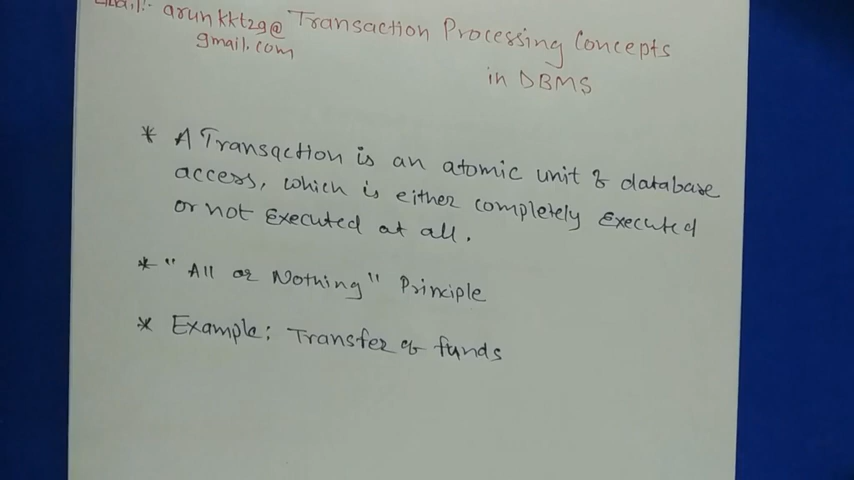 Email:- arunkkt29@
gmail.com
Transaction Processing Concepts
in DBMS
* A Transaction is an atomic unit of database
access, which is either completely executed
or not executed at all.
* "All or Nothing" Principle
* Example: Transfer of funds